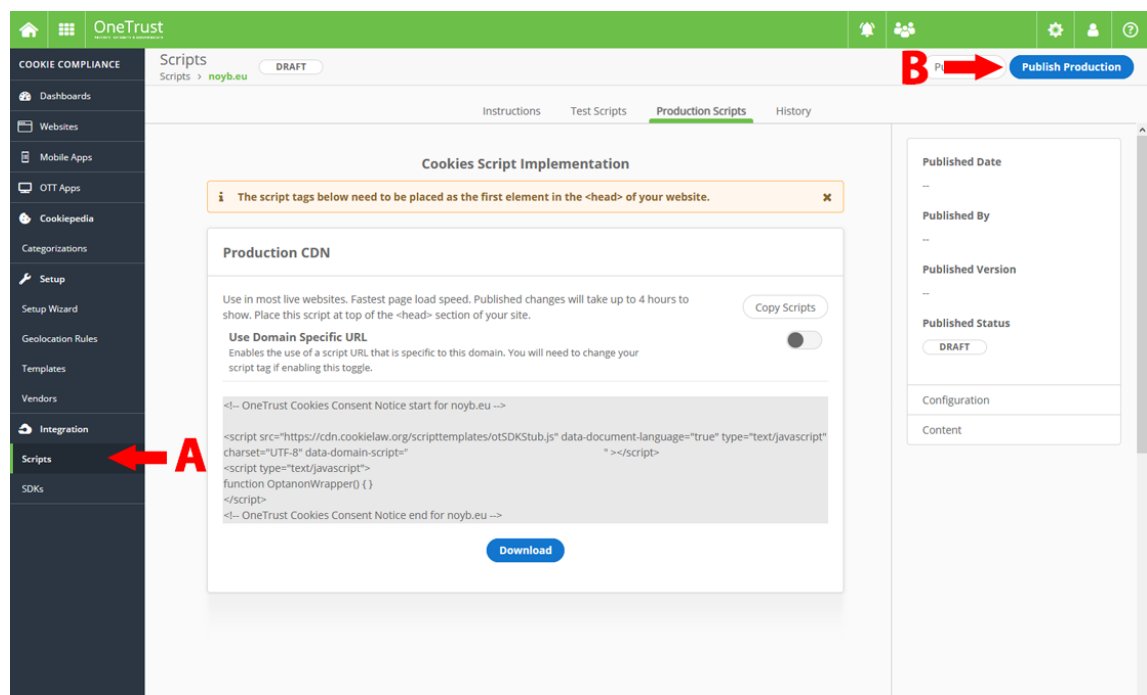 OneTrust
COOKIE COMPLIANCE
Dashboards
Websites
Mobile Apps
OTT Apps
Cookiepedia
Categorizations
Setup
Setup Wizard
Geolocation Rules
Templates
Vendors
Integration
Scripts
SDKs
A
Scripts
Scripts > noyb.eu
DRAFT
B
Publish Production
Instructions Test Scripts Production Scripts History
Cookies Script Implementation
i The script tags below need to be placed as the first element in the <head> of your website.
Production CDN
Use in most live websites. Fastest page load speed. Published changes will take up to 4 hours to
show. Place this script at top of the <head> section of your site.
Copy Scripts
Use Domain Specific URL
Enables the use of a script URL that is specific to this domain. You will need to change your
script tag if enabling this toggle.
<!-- OneTrust Cookies Consent Notice start for noyb.eu -->
<script src="https://cdn.cookielaw.org/scripttemplates/otSDKStub.js" data-document-language="true" type="text/javascript"
charset="UTF-8" data-domain-script=" " ></script>
<script type="text/javascript">
function OptanonWrapper() { }
</script>
<!-- OneTrust Cookies Consent Notice end for noyb.eu -->
Download
Published Date
--
Published By
--
Published Version
--
Published Status
DRAFT
Configuration
Content